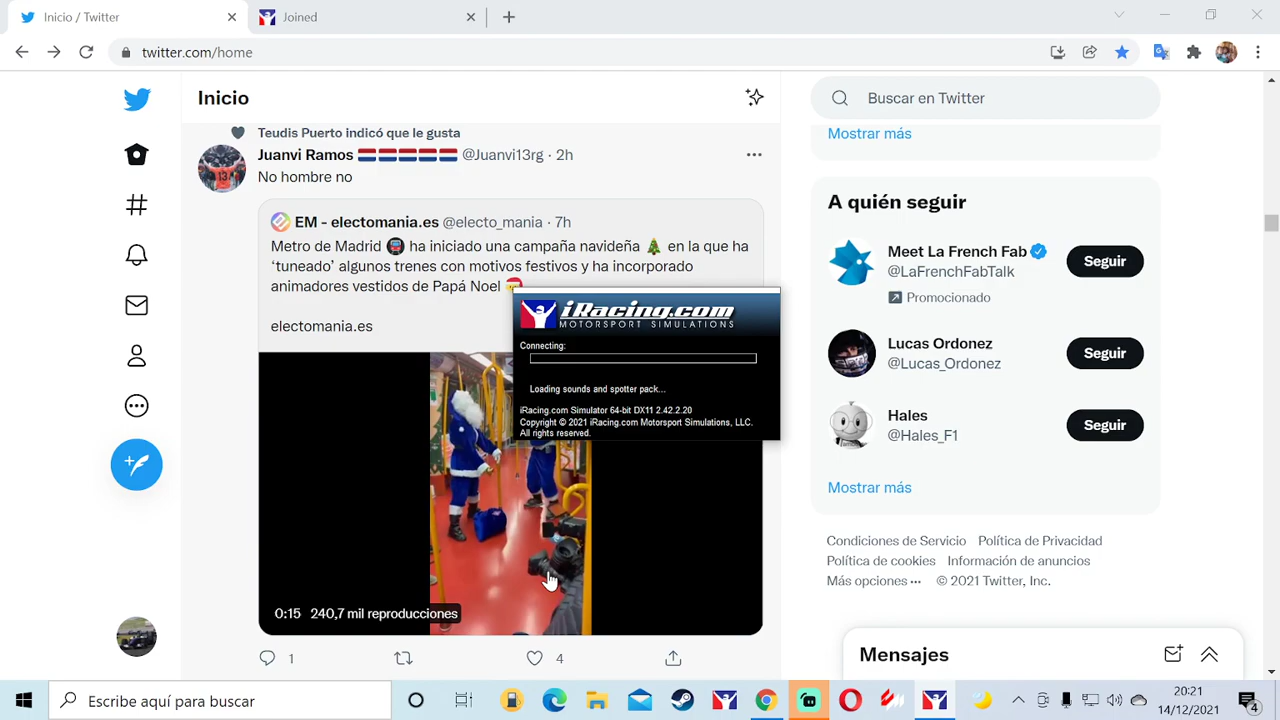 Inicio / Twitter
Joined
twitter.com/home
Inicio
Buscar en Twitter
Mostrar más
Teudis Puerto indicó que le gusta
Juanvi Ramos @Juanvi13rg · 2h
No hombre no
EM - electomania.es @electo_mania · 7h
Metro de Madrid 🚇 ha iniciado una campaña navideña 🎄 en la que ha
‘tuneado’ algunos trenes con motivos festivos y ha incorporado
animadores vestidos de Papá Noel 🎅
electomania.es
0:15 240,7 mil reproducciones
1
4
iRacing.com
MOTORSPORT SIMULATIONS
Connecting:
Loading sounds and spotter pack...
iRacing.com Simulator 64-bit DX11 2.42.2.20
Copyright © 2021 iRacing.com Motorsport Simulations, LLC.
All rights reserved.
A quién seguir
Meet La French Fab
@LaFrenchFabTalk
Promocionado
Seguir
Lucas Ordonez
@Lucas_Ordonez
Seguir
Hales
@Hales_F1
Seguir
Mostrar más
Condiciones de Servicio Política de Privacidad
Política de cookies Información de anuncios
Más opciones ··· © 2021 Twitter, Inc.
Mensajes
Escribe aquí para buscar
20:21
14/12/2021
4